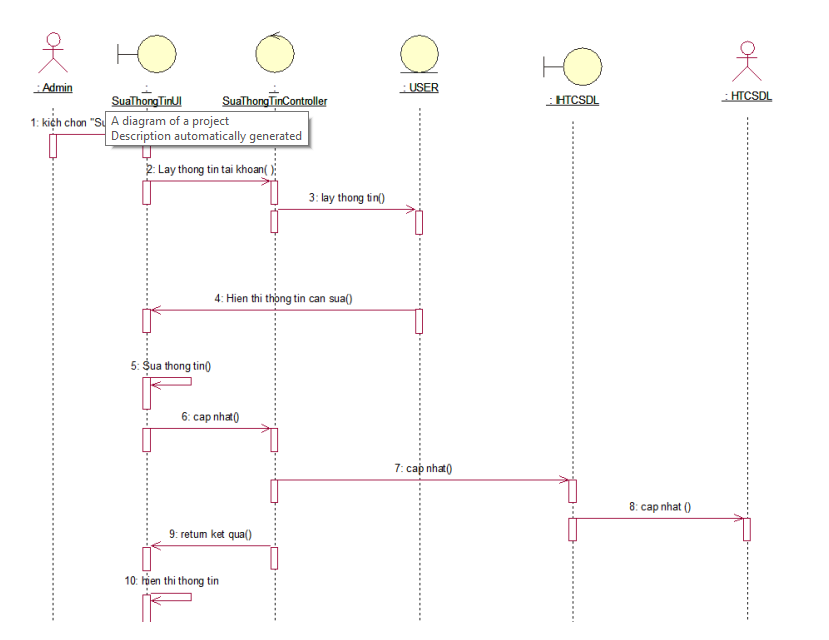 : Admin
:
SuaThongTinUI
:
SuaThongTinController
: USER
: IHTCSDL
: HTCSDL
1: kich chon "Su
A diagram of a project
Description automatically generated
2: Lay thong tin tai khoan( )
3: lay thong tin()
4: Hien thi thong tin can sua()
5: Sua thong tin()
6: cap nhat()
7: cap nhat()
8: cap nhat ()
9: return ket qua()
10: hien thi thong tin